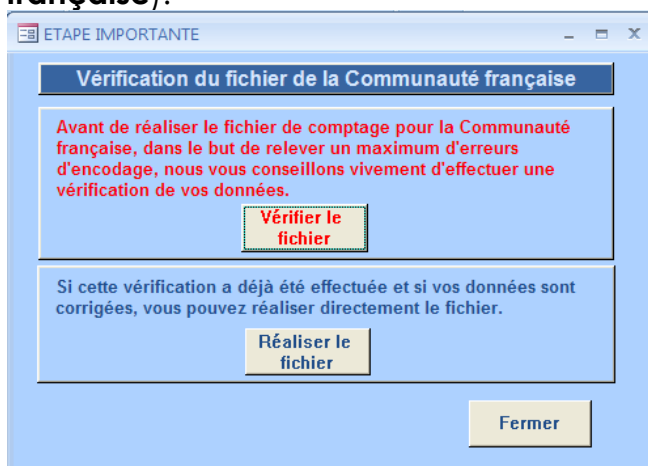 française).
ETAPE IMPORTANTE
Vérification du fichier de la Communauté française
Avant de réaliser le fichier de comptage pour la Communauté
française, dans le but de relever un maximum d'erreurs
d'encodage, nous vous conseillons vivement d'effectuer une
vérification de vos données.
Vérifier le
fichier
Si cette vérification a déjà été effectuée et si vos données sont
corrigées, vous pouvez réaliser directement le fichier.
Réaliser le
fichier
Fermer